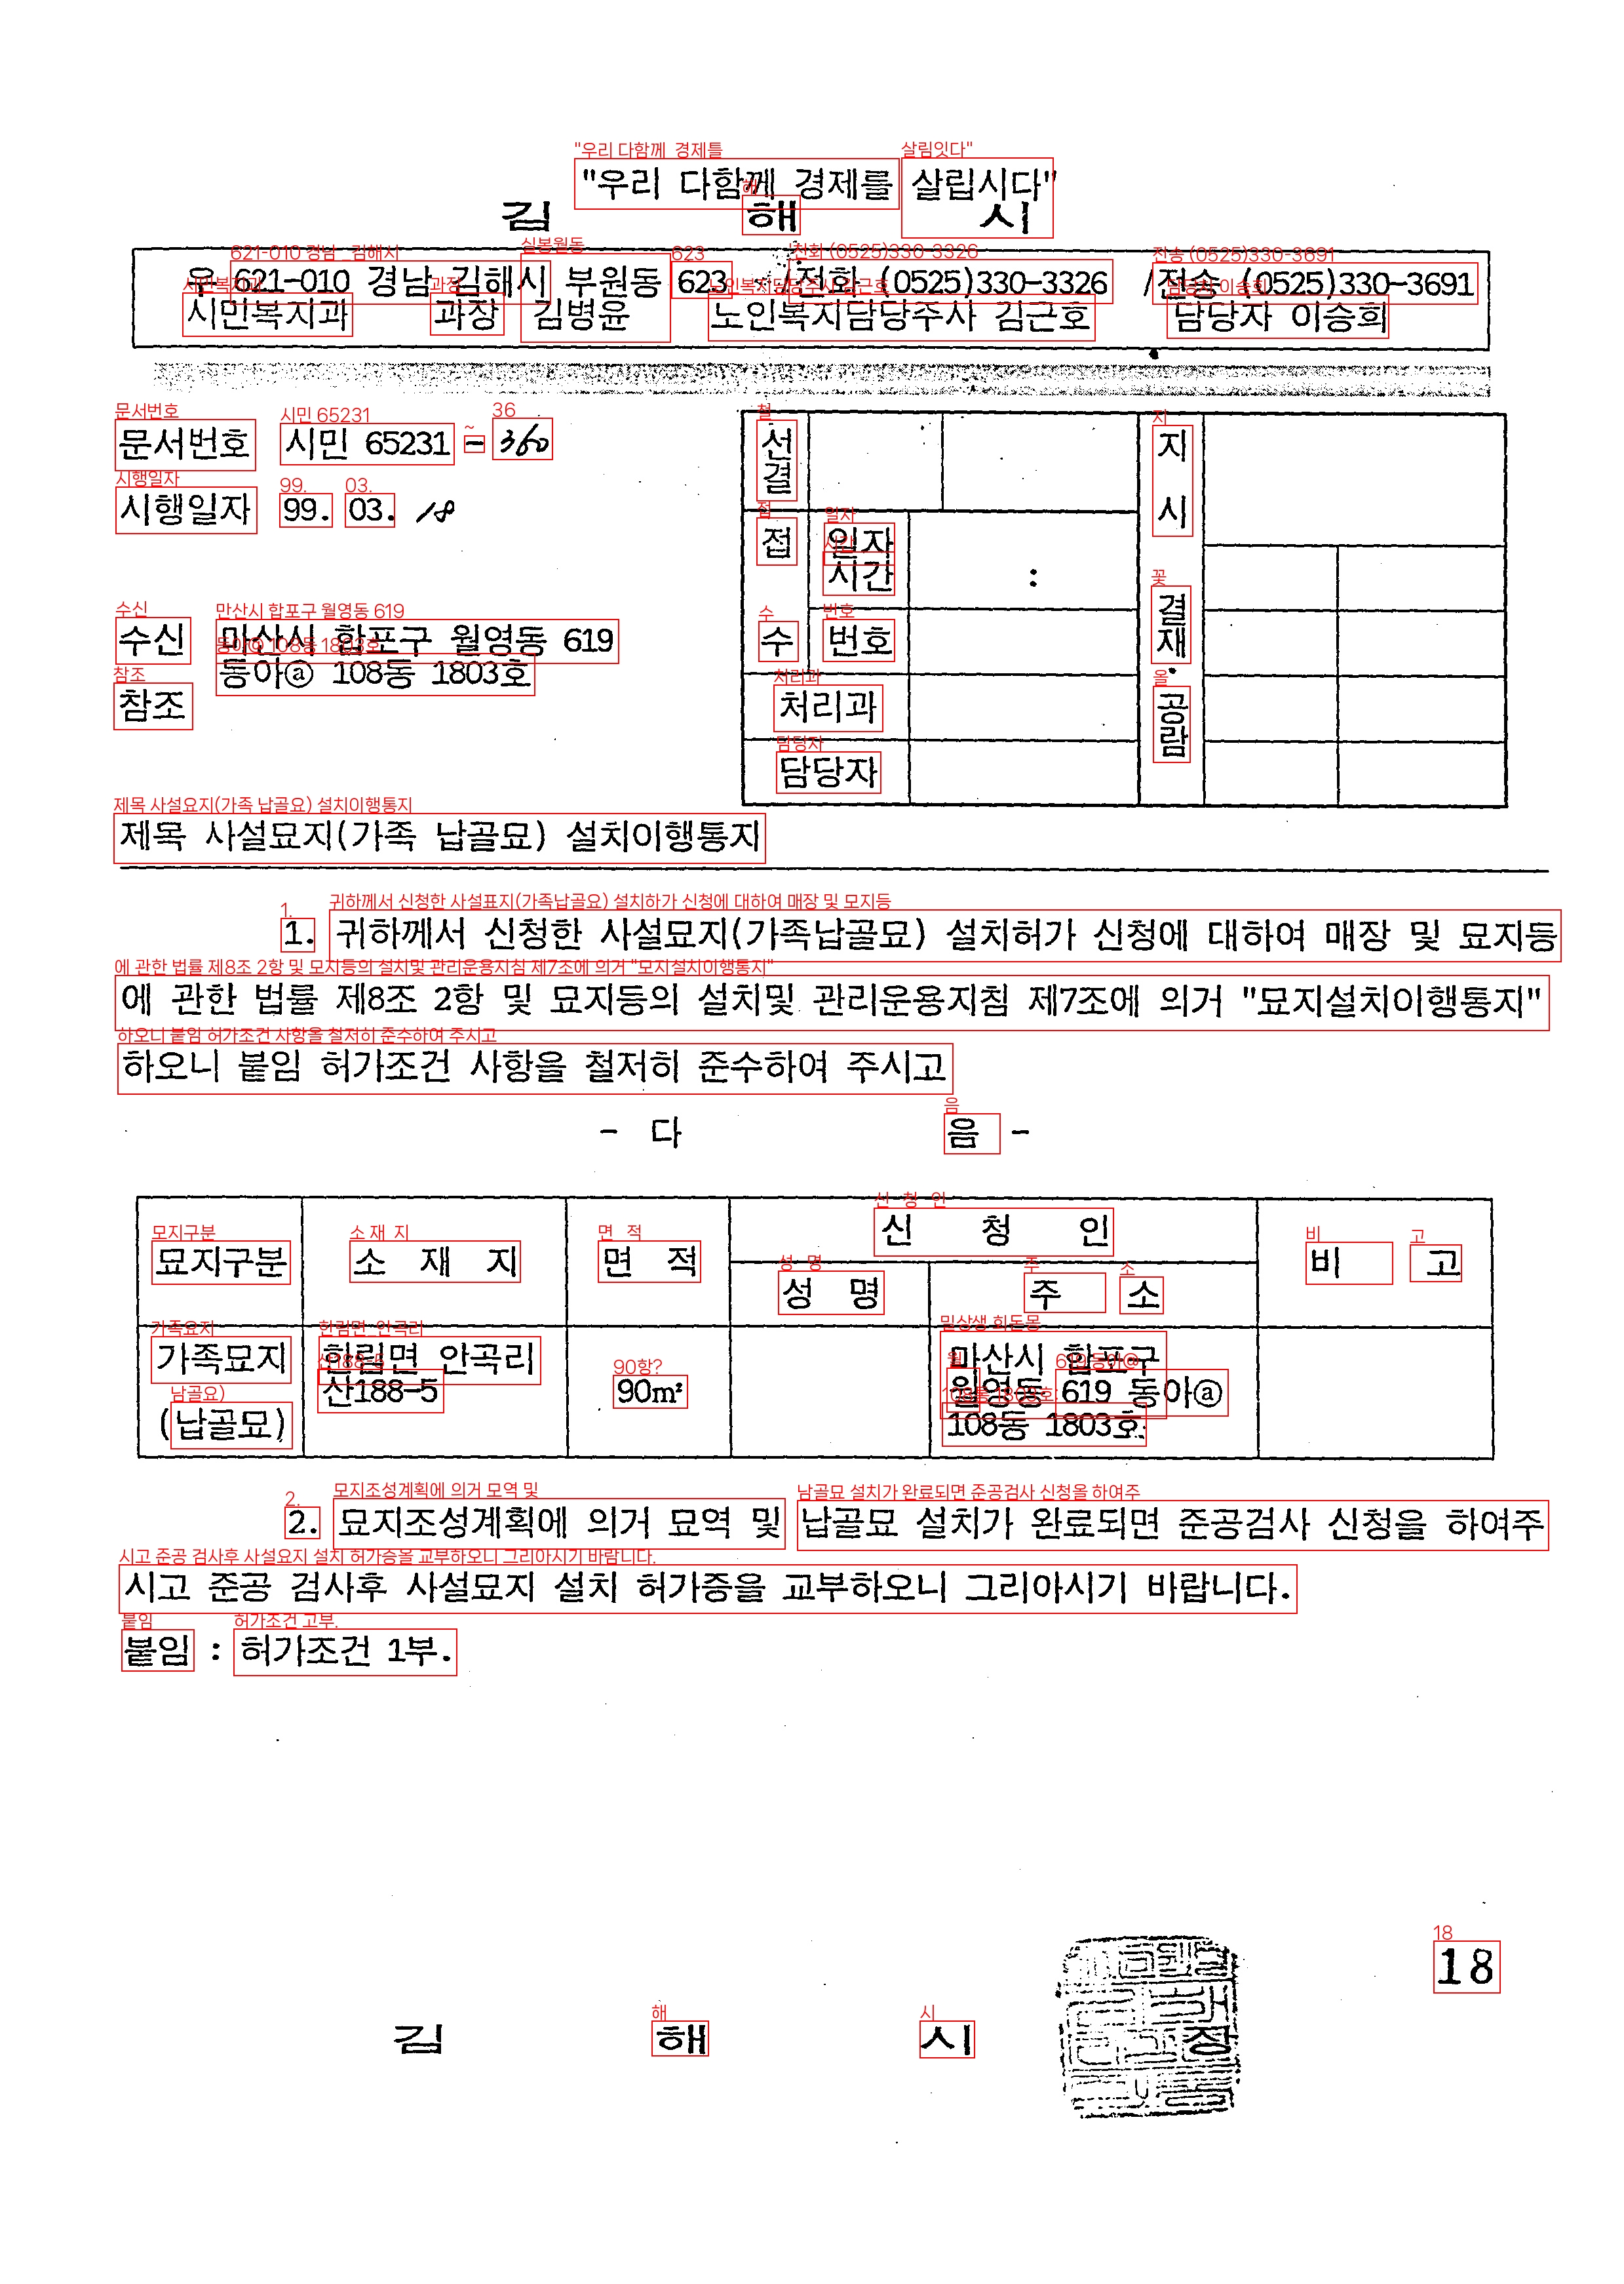 "우리 다함께 경제를 살립시다"
김 해 시
우 621-010 경남 김해시 부원동 623 /전화 (0525)330-3326 /전송 (0525)330-3691
시민복지과 과장 김병윤 노인복지담당주사 김근호 담당자 이승희
문서번호 시민 65231 - 360
시행일자 99. 03. 18
수신 마산시 합포구 월영동 619
동아ⓐ 108동 1803호
참조
선결 지시
접수 일자
시간 :
번호 결재
처리과 공람
담당자
제목 사설묘지(가족 납골묘) 설치이행통지
1. 귀하께서 신청한 사설묘지(가족납골묘) 설치허가 신청에 대하여 매장 및 묘지등
에 관한 법률 제8조 2항 및 묘지등의 설치및 관리운용지침 제7조에 의거 "묘지설치이행통지"
하오니 붙임 허가조건 사항을 철저히 준수하여 주시고
- 다 음 -
묘지구분 소 재 지 면 적 신 청 인 비 고
성 명 주 소
가족묘지 한림면 안곡리 마산시 합포구
산188-5 90m² 월영동 619 동아ⓐ
(납골묘) 108동 1803호
2. 묘지조성계획에 의거 묘역 및 납골묘 설치가 완료되면 준공검사 신청을 하여주
시고 준공 검사후 사설묘지 설치 허가증을 교부하오니 그리아시기 바랍니다.
붙임 : 허가조건 1부.
18
김 해 시 장